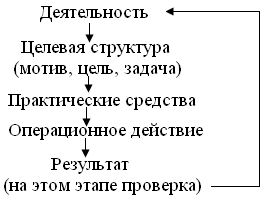 Деятельность
Целевая структура
(мотив, цель, задача)
Практические средства
Операционное действие
Результат
(на этом этапе проверка)